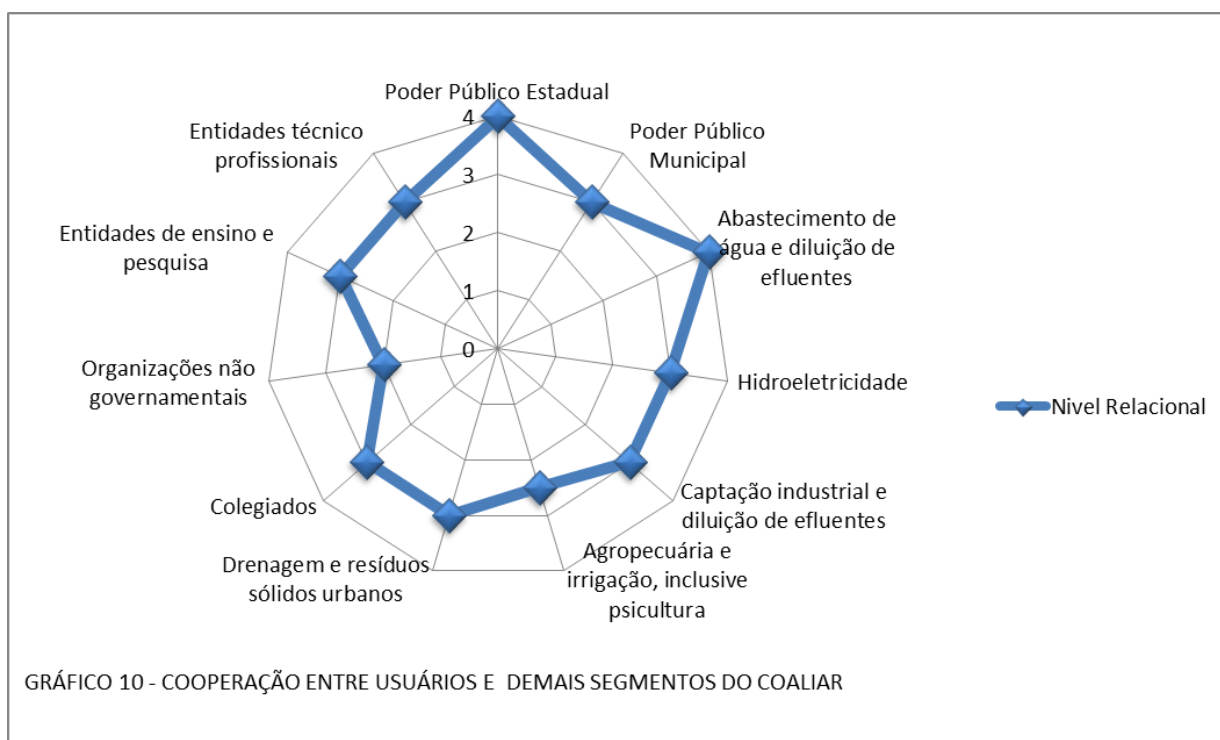 Poder Público Estadual
Poder Público
Municipal
Abastecimento de
água e diluição de
efluentes
Hidroeletricidade
Captação industrial e
diluição de efluentes
Agropecuária e
irrigação, inclusive
psicultura
Drenagem e resíduos
sólidos urbanos
Colegiados
Organizações não
governamentais
Entidades de ensino e
pesquisa
Entidades técnico
profissionais
4
3
2
1
0
Nivel Relacional
GRÁFICO 10 - COOPERAÇÃO ENTRE USUÁRIOS E DEMAIS SEGMENTOS DO COALIAR